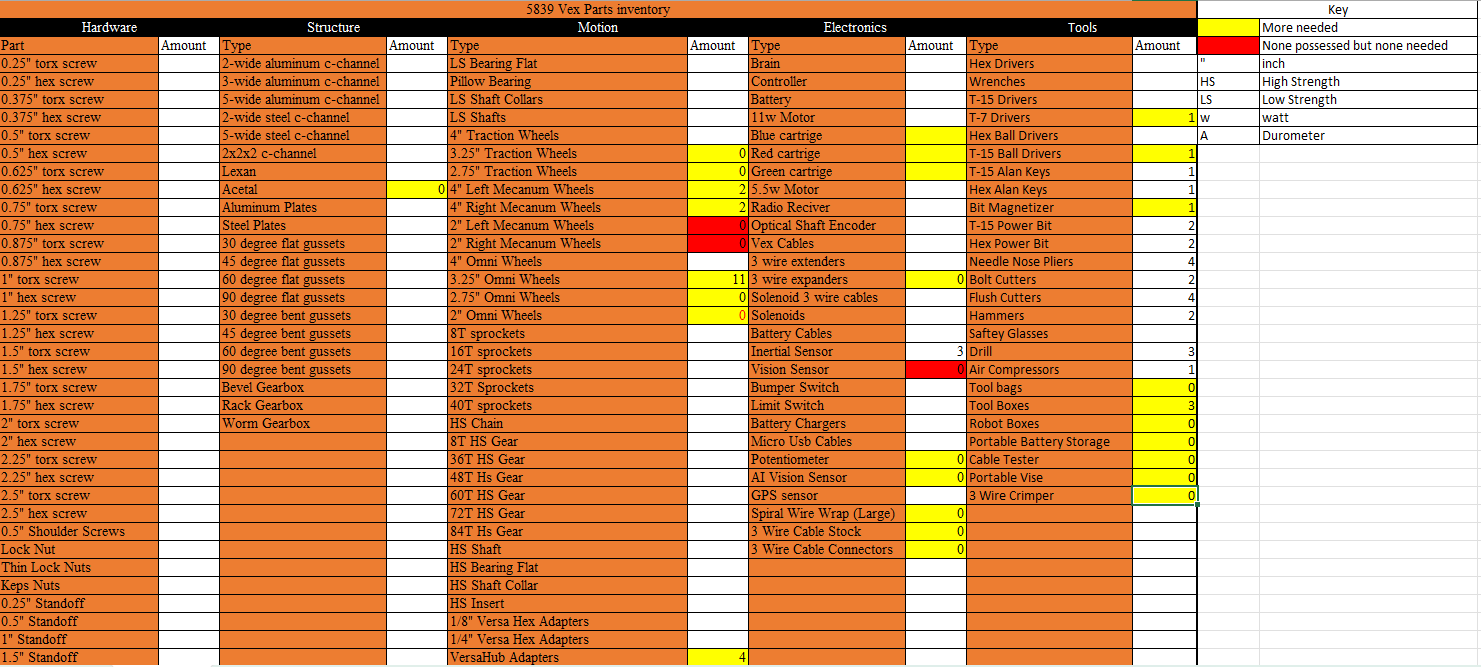 5839 Vex Parts inventory Key
Hardware Structure Motion Electronics Tools More needed
Part Amount Type Amount Type Amount Type Amount Type Amount None possessed but none needed
0.25" torx screw 2-wide aluminum c-channel LS Bearing Flat Brain Hex Drivers " inch
0.25" hex screw 3-wide aluminum c-channel Pillow Bearing Controller Wrenches HS High Strength
0.375" torx screw 5-wide aluminum c-channel LS Shaft Collars Battery T-15 Drivers LS Low Strength
0.375" hex screw 2-wide steel c-channel LS Shafts 11w Motor T-7 Drivers 1 w watt
0.5" torx screw 5-wide steel c-channel 4" Traction Wheels Blue cartrige Hex Ball Drivers A Durometer
0.5" hex screw 2x2x2 c-channel 3.25" Traction Wheels 0 Red cartrige T-15 Ball Drivers 1
0.625" torx screw Lexan 2.75" Traction Wheels 0 Green cartrige T-15 Alan Keys 1
0.625" hex screw Acetal 0 4" Left Mecanum Wheels 2 5.5w Motor Hex Alan Keys 1
0.75" torx screw Aluminum Plates 4" Right Mecanum Wheels 2 Radio Reciver Bit Magnetizer 1
0.75" hex screw Steel Plates 2" Left Mecanum Wheels 0 Optical Shaft Encoder T-15 Power Bit 2
0.875" torx screw 30 degree flat gussets 2" Right Mecanum Wheels 0 Vex Cables Hex Power Bit 2
0.875" hex screw 45 degree flat gussets 4" Omni Wheels 3 wire extenders Needle Nose Pliers 4
1" torx screw 60 degree flat gussets 3.25" Omni Wheels 11 3 wire expanders 0 Bolt Cutters 2
1" hex screw 90 degree flat gussets 2.75" Omni Wheels 0 Solenoid 3 wire cables Flush Cutters 4
1.25" torx screw 30 degree bent gussets 2" Omni Wheels 0 Solenoids Hammers 2
1.25" hex screw 45 degree bent gussets 8T sprockets Battery Cables Saftey Glasses
1.5" torx screw 60 degree bent gussets 16T sprockets Inertial Sensor 3 Drill 3
1.5" hex screw 90 degree bent gussets 24T sprockets Vision Sensor 0 Air Compressors 1
1.75" torx screw Bevel Gearbox 32T Sprockets Bumper Switch Tool bags 0
1.75" hex screw Rack Gearbox 40T sprockets Limit Switch Tool Boxes 3
2" torx screw Worm Gearbox HS Chain Battery Chargers Robot Boxes 0
2" hex screw 8T HS Gear Micro Usb Cables Portable Battery Storage 0
2.25" torx screw 36T HS Gear Potentiometer 0 Cable Tester 0
2.25" hex screw 48T Hs Gear AI Vision Sensor 0 Portable Vise 0
2.5" torx screw 60T HS Gear GPS sensor 3 Wire Crimper 0
2.5" hex screw 72T HS Gear Spiral Wire Wrap (Large) 0
0.5" Shoulder Screws 84T Hs Gear 3 Wire Cable Stock 0
Lock Nut HS Shaft 3 Wire Cable Connectors 0
Thin Lock Nuts HS Bearing Flat
Keps Nuts HS Shaft Collar
0.25" Standoff HS Insert
0.5" Standoff 1/8" Versa Hex Adapters
1" Standoff 1/4" Versa Hex Adapters
1.5" Standoff VersaHub Adapters 4